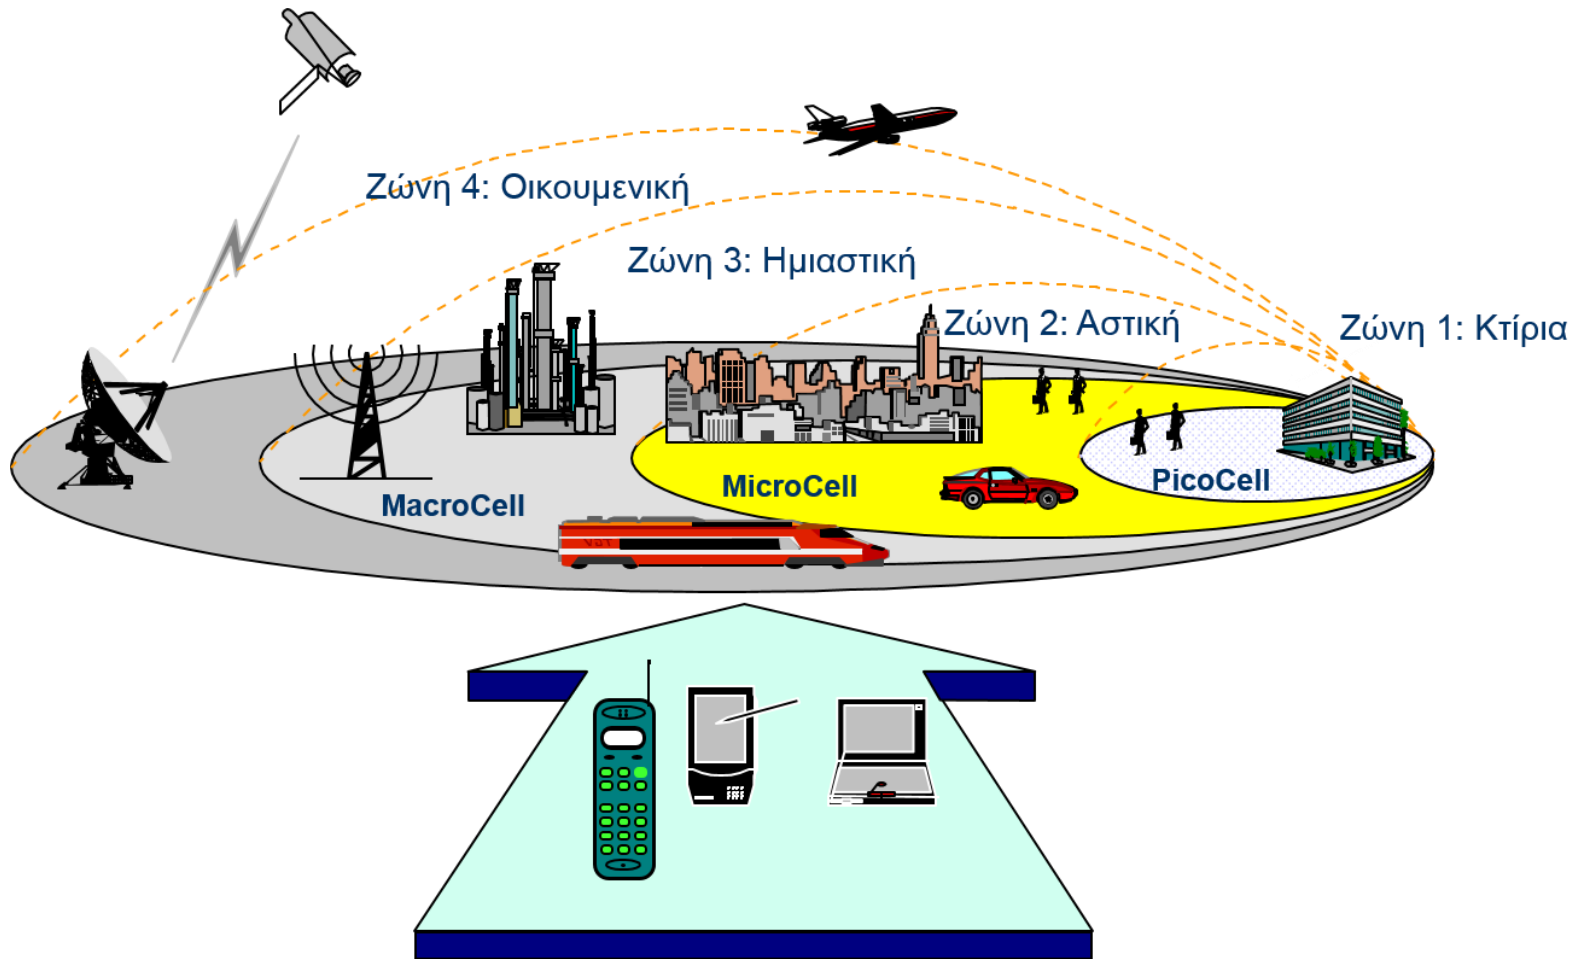 Ζώνη 4: Οικουμενική
Ζώνη 3: Ημιαστική
Ζώνη 2: Αστική
Ζώνη 1: Κτίρια
MacroCell
MicroCell
PicoCell